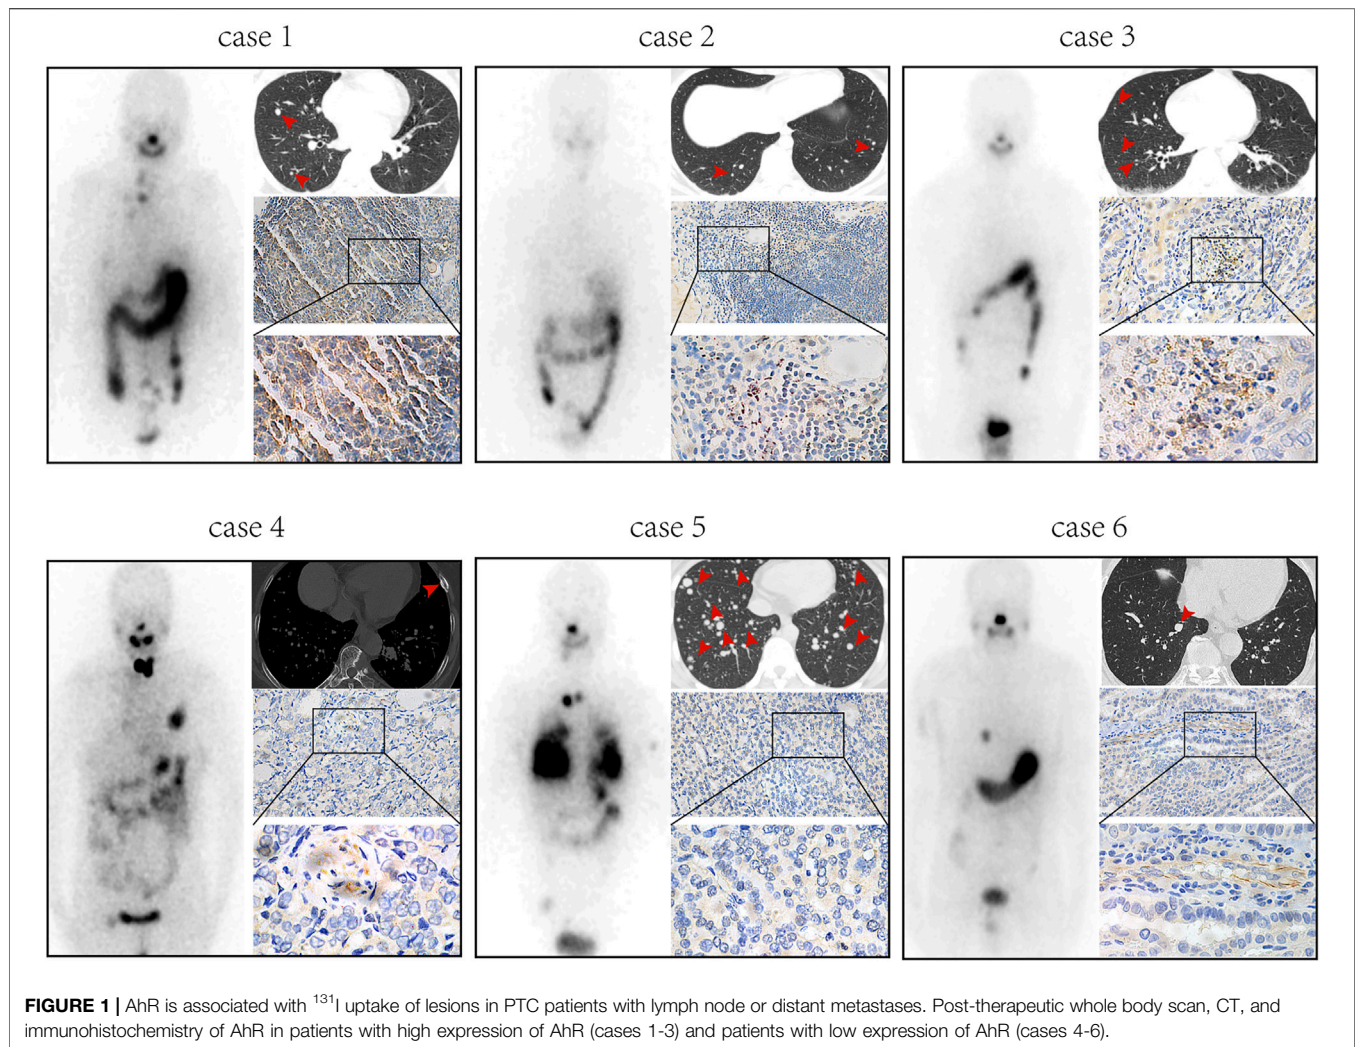 case 1
case 2
case 3
case 4
case 5
case 6
FIGURE 1 | AhR is associated with ¹³¹I uptake of lesions in PTC patients with lymph node or distant metastases. Post-therapeutic whole body scan, CT, and
immunohistochemistry of AhR in patients with high expression of AhR (cases 1-3) and patients with low expression of AhR (cases 4-6).